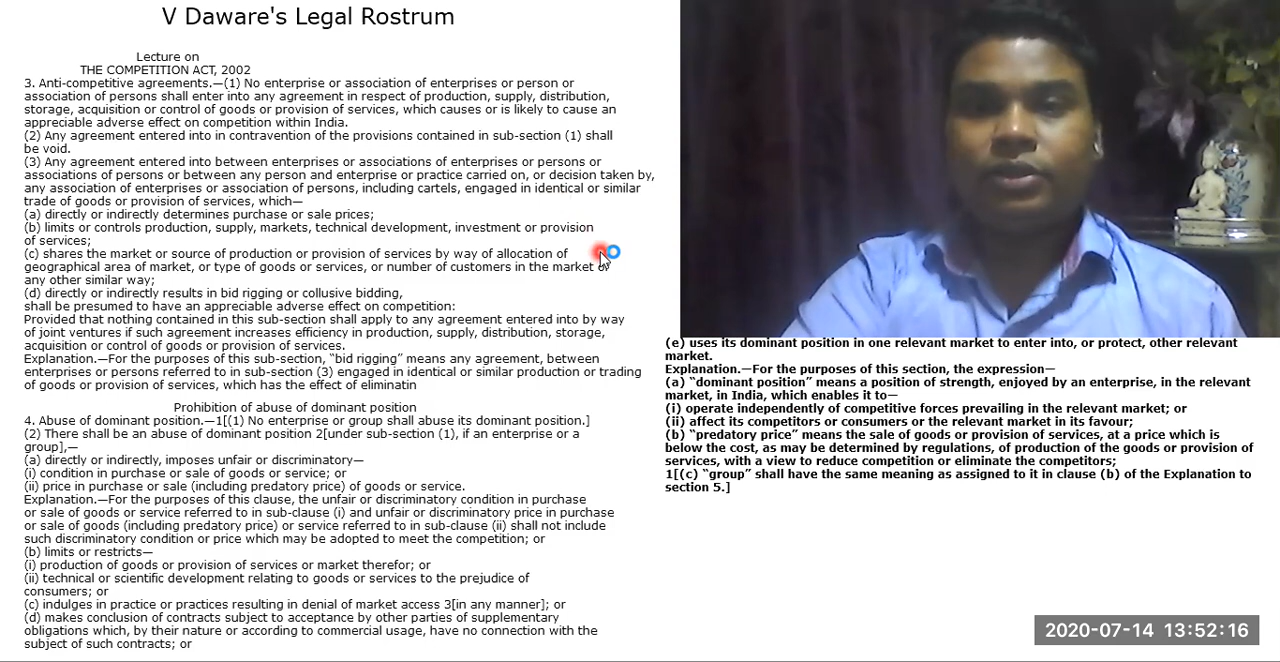 V Daware's Legal Rostrum
Lecture on
THE COMPETITION ACT, 2002
3. Anti-competitive agreements.—(1) No enterprise or association of enterprises or person or
association of persons shall enter into any agreement in respect of production, supply, distribution,
storage, acquisition or control of goods or provision of services, which causes or is likely to cause an
appreciable adverse effect on competition within India.
(2) Any agreement entered into in contravention of the provisions contained in sub-section (1) shall
be void.
(3) Any agreement entered into between enterprises or associations of enterprises or persons or
associations of persons or between any person and enterprise or practice carried on, or decision taken by,
any association of enterprises or association of persons, including cartels, engaged in identical or similar
trade of goods or provision of services, which—
(a) directly or indirectly determines purchase or sale prices;
(b) limits or controls production, supply, markets, technical development, investment or provision
of services;
(c) shares the market or source of production or provision of services by way of allocation of
geographical area of market, or type of goods or services, or number of customers in the market or
any other similar way;
(d) directly or indirectly results in bid rigging or collusive bidding,
shall be presumed to have an appreciable adverse effect on competition:
Provided that nothing contained in this sub-section shall apply to any agreement entered into by way
of joint ventures if such agreement increases efficiency in production, supply, distribution, storage,
acquisition or control of goods or provision of services.
Explanation.—For the purposes of this sub-section, “bid rigging” means any agreement, between
enterprises or persons referred to in sub-section (3) engaged in identical or similar production or trading
of goods or provision of services, which has the effect of eliminatin
Prohibition of abuse of dominant position
4. Abuse of dominant position.—1[(1) No enterprise or group shall abuse its dominant position.]
(2) There shall be an abuse of dominant position 2[under sub-section (1), if an enterprise or a
group],—
(a) directly or indirectly, imposes unfair or discriminatory—
(i) condition in purchase or sale of goods or service; or
(ii) price in purchase or sale (including predatory price) of goods or service.
Explanation.—For the purposes of this clause, the unfair or discriminatory condition in purchase
or sale of goods or service referred to in sub-clause (i) and unfair or discriminatory price in purchase
or sale of goods (including predatory price) or service referred to in sub-clause (ii) shall not include
such discriminatory condition or price which may be adopted to meet the competition; or
(b) limits or restricts—
(i) production of goods or provision of services or market therefor; or
(ii) technical or scientific development relating to goods or services to the prejudice of
consumers; or
(c) indulges in practice or practices resulting in denial of market access 3[in any manner]; or
(d) makes conclusion of contracts subject to acceptance by other parties of supplementary
obligations which, by their nature or according to commercial usage, have no connection with the
subject of such contracts; or
(e) uses its dominant position in one relevant market to enter into, or protect, other relevant
market.
Explanation.—For the purposes of this section, the expression—
(a) “dominant position” means a position of strength, enjoyed by an enterprise, in the relevant
market, in India, which enables it to—
(i) operate independently of competitive forces prevailing in the relevant market; or
(ii) affect its competitors or consumers or the relevant market in its favour;
(b) “predatory price” means the sale of goods or provision of services, at a price which is
below the cost, as may be determined by regulations, of production of the goods or provision of
services, with a view to reduce competition or eliminate the competitors;
1[(c) “group” shall have the same meaning as assigned to it in clause (b) of the Explanation to
section 5.]
2020-07-14 13:52:16